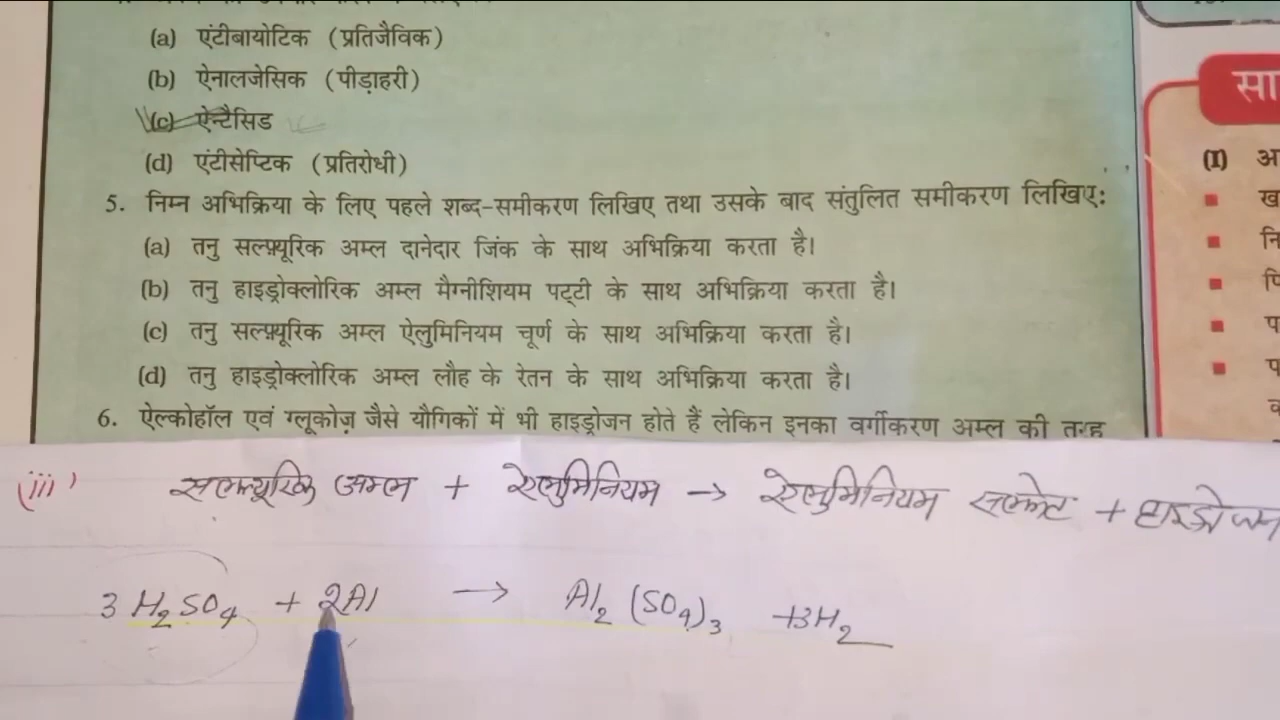 (a) एंटीबायोटिक (प्रतिजैविक)
(b) ऐनालजेसिक (पीड़ाहरी)
(c) ऐन्टैसिड
(d) एंटीसेप्टिक (प्रतिरोधी)
5. निम्न अभिक्रिया के लिए पहले शब्द-समीकरण लिखिए तथा उसके बाद संतुलित समीकरण लिखिए:
(a) तनु सल्फ़्यूरिक अम्ल दानेदार जिंक के साथ अभिक्रिया करता है।
(b) तनु हाइड्रोक्लोरिक अम्ल मैग्नीशियम पट्टी के साथ अभिक्रिया करता है।
(c) तनु सल्फ़्यूरिक अम्ल ऐलुमिनियम चूर्ण के साथ अभिक्रिया करता है।
(d) तनु हाइड्रोक्लोरिक अम्ल लौह के रेतन के साथ अभिक्रिया करता है।
6. ऐल्कोहॉल एवं ग्लूकोज़ जैसे यौगिकों में भी हाइड्रोजन होते हैं लेकिन इनका वर्गीकरण अम्ल की तरह
(iii) सल्फ्यूरिक अम्ल + ऐलुमिनियम → ऐलुमिनियम सल्फेट + हाइड्रोजन
3 H₂SO₄ + 2Al → Al₂ (SO₄)₃ +3H₂
सा
(I) अ